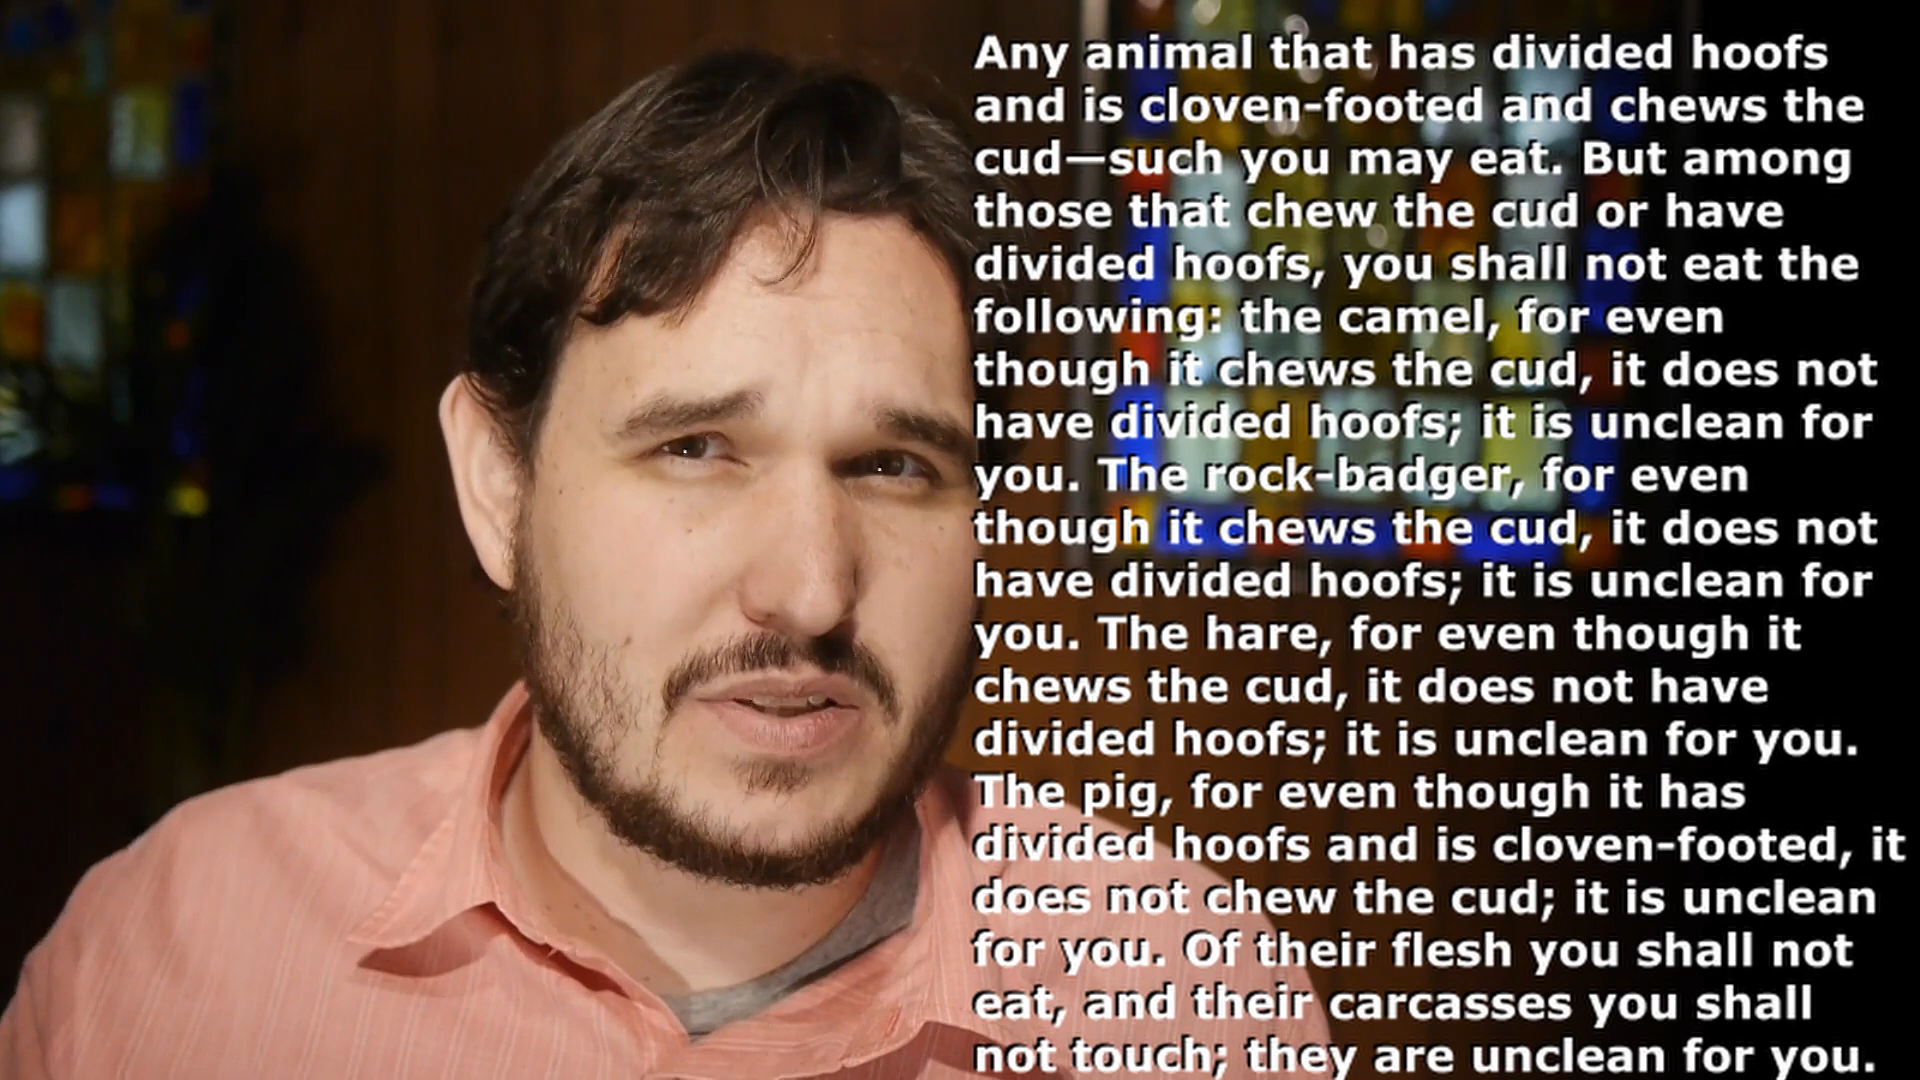 Any animal that has divided hoofs
and is cloven-footed and chews the
cud—such you may eat. But among
those that chew the cud or have
divided hoofs, you shall not eat the
following: the camel, for even
though it chews the cud, it does not
have divided hoofs; it is unclean for
you. The rock-badger, for even
though it chews the cud, it does not
have divided hoofs; it is unclean for
you. The hare, for even though it
chews the cud, it does not have
divided hoofs; it is unclean for you.
The pig, for even though it has
divided hoofs and is cloven-footed, it
does not chew the cud; it is unclean
for you. Of their flesh you shall not
eat, and their carcasses you shall
not touch; they are unclean for you.